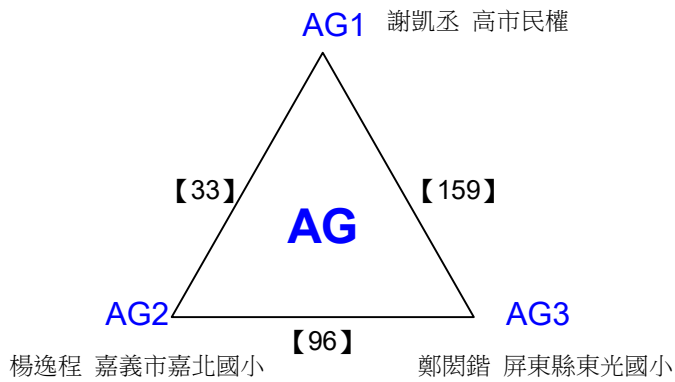 AG1 謝凱丞 高市民權
【33】 【159】
AG
AG2 AG3
【96】
楊逸程 嘉義市嘉北國小 鄭閎鍇 屏東縣東光國小